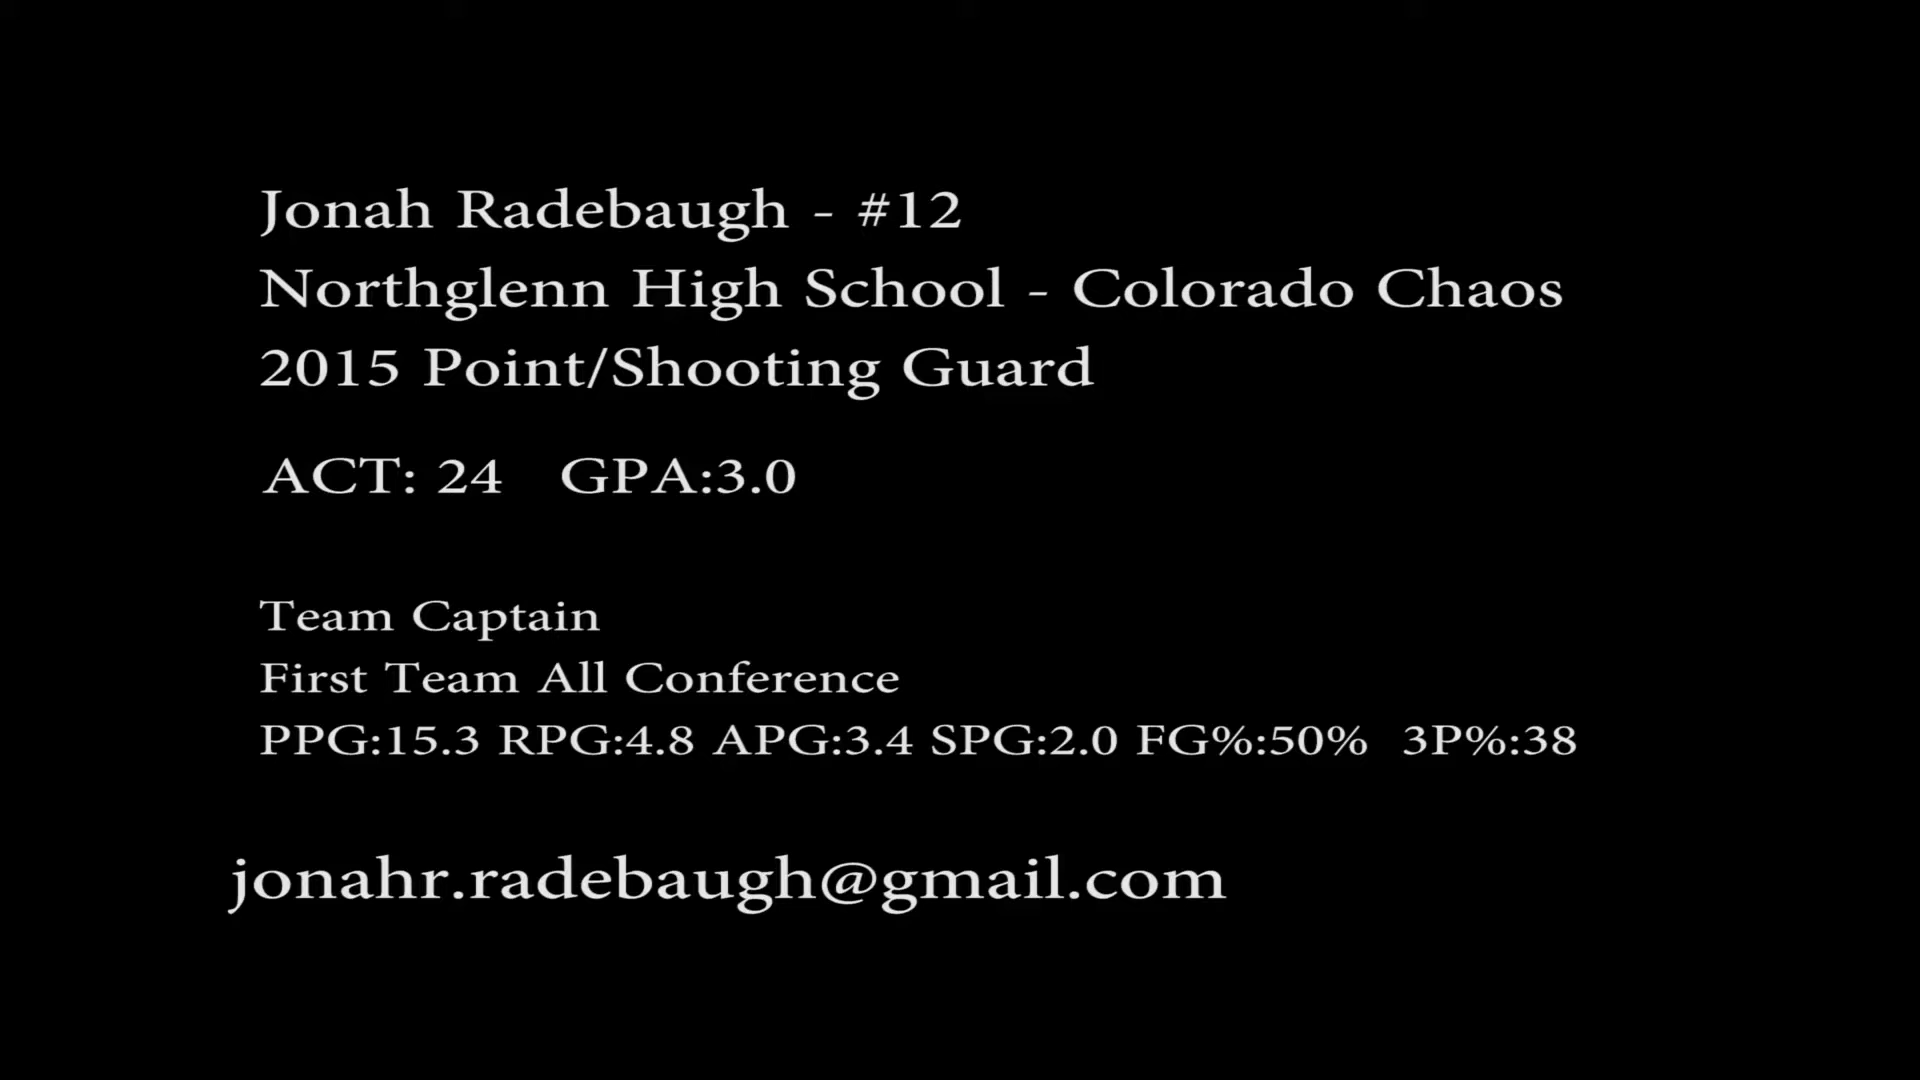 Jonah Radebaugh - #12
Northglenn High School - Colorado Chaos
2015 Point/Shooting Guard
ACT: 24 GPA:3.0
Team Captain
First Team All Conference
PPG:15.3 RPG:4.8 APG:3.4 SPG:2.0 FG%:50% 3P%:38
jonahr.radebaugh@gmail.com